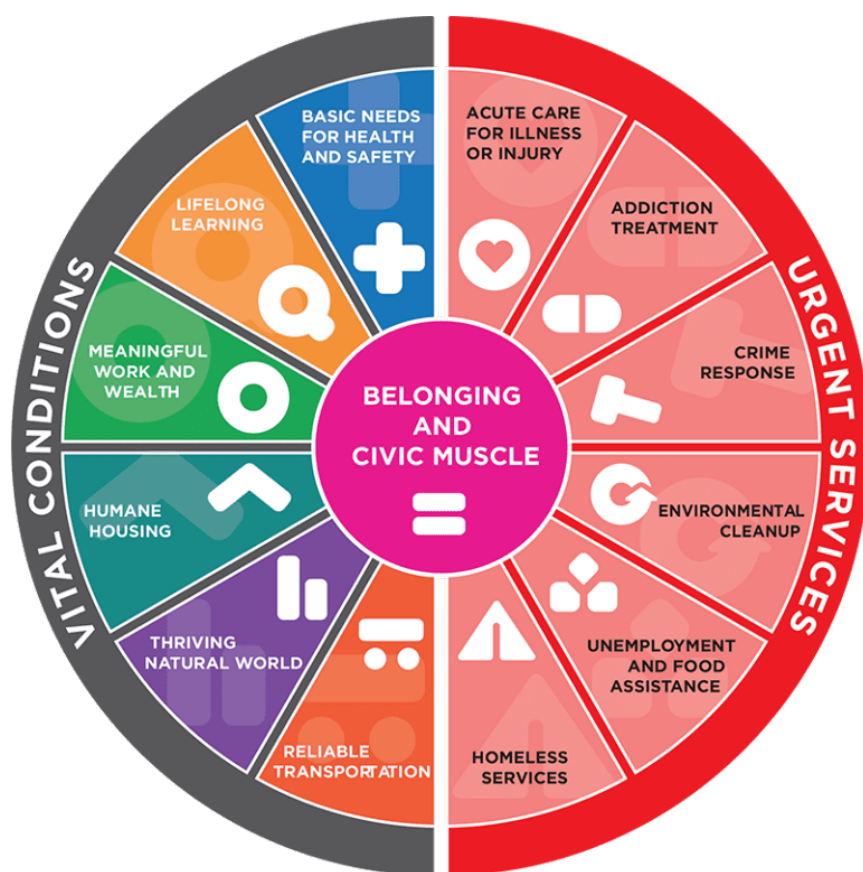 VITAL CONDITIONS
BASIC NEEDS
FOR HEALTH
AND SAFETY
LIFELONG
LEARNING
MEANINGFUL
WORK AND
WEALTH
HUMANE
HOUSING
THRIVING
NATURAL WORLD
RELIABLE
TRANSPORTATION
BELONGING
AND
CIVIC MUSCLE
URGENT SERVICES
ACUTE CARE
FOR ILLNESS
OR INJURY
ADDICTION
TREATMENT
CRIME
RESPONSE
ENVIRONMENTAL
CLEANUP
UNEMPLOYMENT
AND FOOD
ASSISTANCE
HOMELESS
SERVICES